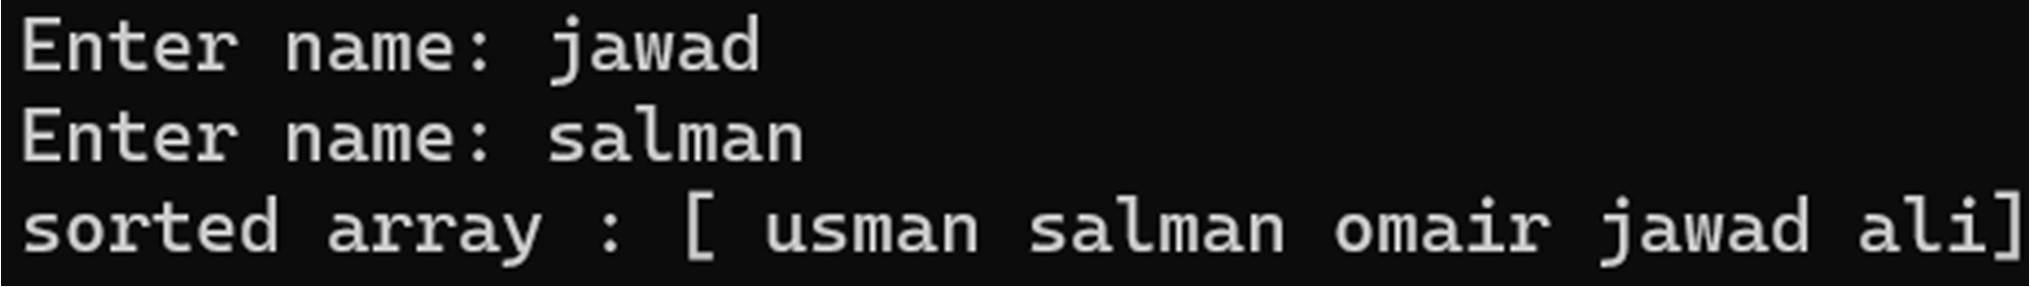 Enter name: jawad
Enter name: salman
sorted array : [ usman salman omair jawad ali]